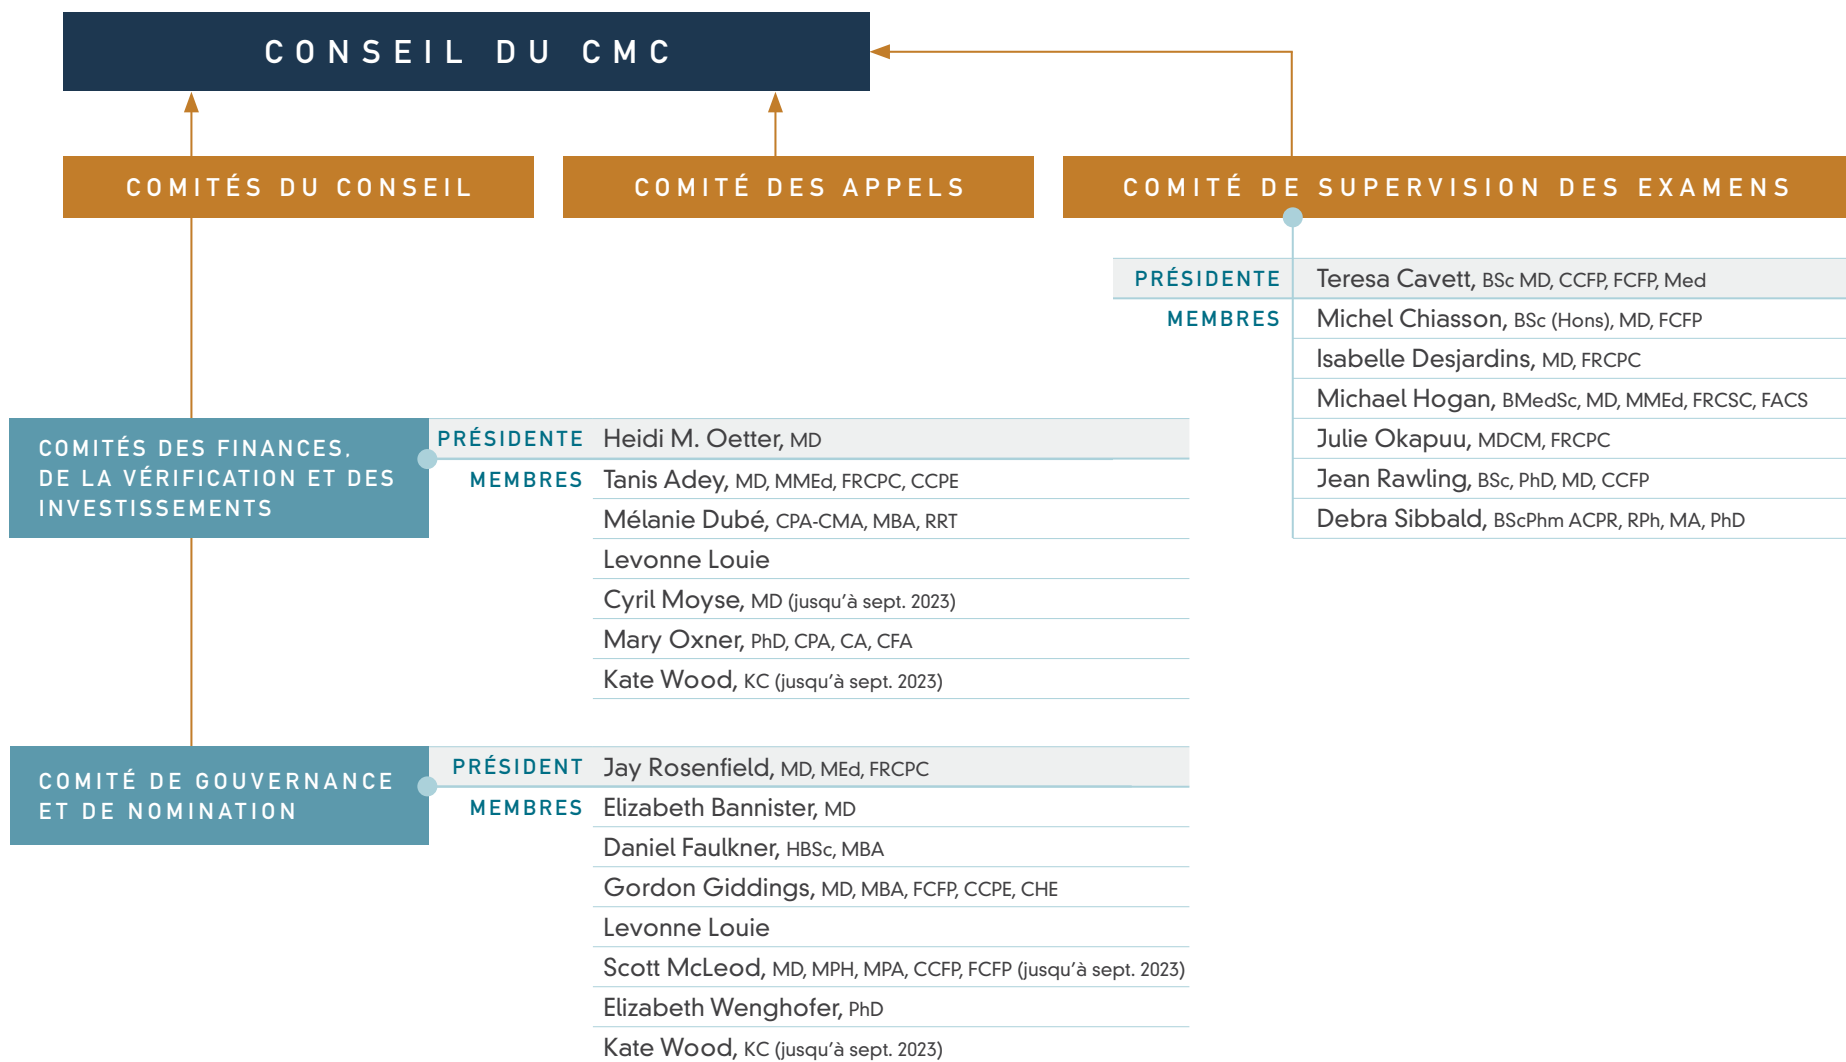 CONSEIL DU CMC
COMITÉS DU CONSEIL
COMITÉ DES APPELS
COMITÉ DE SUPERVISION DES EXAMENS
PRÉSIDENTE Teresa Cavett, BSc MD, CCFP, FCFP, Med
MEMBRES Michel Chiasson, BSc (Hons), MD, FCFP
Isabelle Desjardins, MD, FRCPC
Michael Hogan, BMedSc, MD, MMEd, FRCSC, FACS
Julie Okapuu, MDCM, FRCPC
Jean Rawling, BSc, PhD, MD, CCFP
Debra Sibbald, BScPhm ACPR, RPh, MA, PhD
COMITÉS DES FINANCES,
DE LA VÉRIFICATION ET DES
INVESTISSEMENTS
PRÉSIDENTE Heidi M. Oetter, MD
MEMBRES Tanis Adey, MD, MMEd, FRCPC, CCPE
Mélanie Dubé, CPA-CMA, MBA, RRT
Levonne Louie
Cyril Moyse, MD (jusqu'à sept. 2023)
Mary Oxner, PhD, CPA, CA, CFA
Kate Wood, KC (jusqu'à sept. 2023)
COMITÉ DE GOUVERNANCE
ET DE NOMINATION
PRÉSIDENT Jay Rosenfield, MD, MEd, FRCPC
MEMBRES Elizabeth Bannister, MD
Daniel Faulkner, HBSc, MBA
Gordon Giddings, MD, MBA, FCFP, CCPE, CHE
Levonne Louie
Scott McLeod, MD, MPH, MPA, CCFP, FCFP (jusqu'à sept. 2023)
Elizabeth Wenghofer, PhD
Kate Wood, KC (jusqu'à sept. 2023)